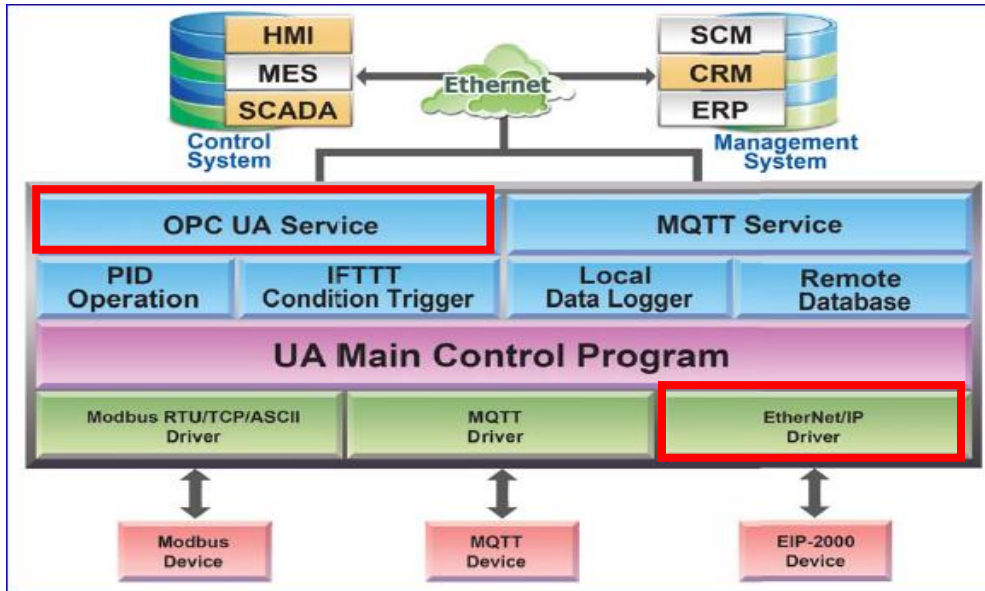 HMI
MES
SCADA
Control
System
Ethernet
SCM
CRM
ERP
Management
System
OPC UA Service
MQTT Service
PID
Operation
IFTTT
Condition Trigger
Local
Data Logger
Remote
Database
UA Main Control Program
Modbus RTU/TCP/ASCII
Driver
MQTT
Driver
EtherNet/IP
Driver
Modbus
Device
MQTT
Device
EIP-2000
Device